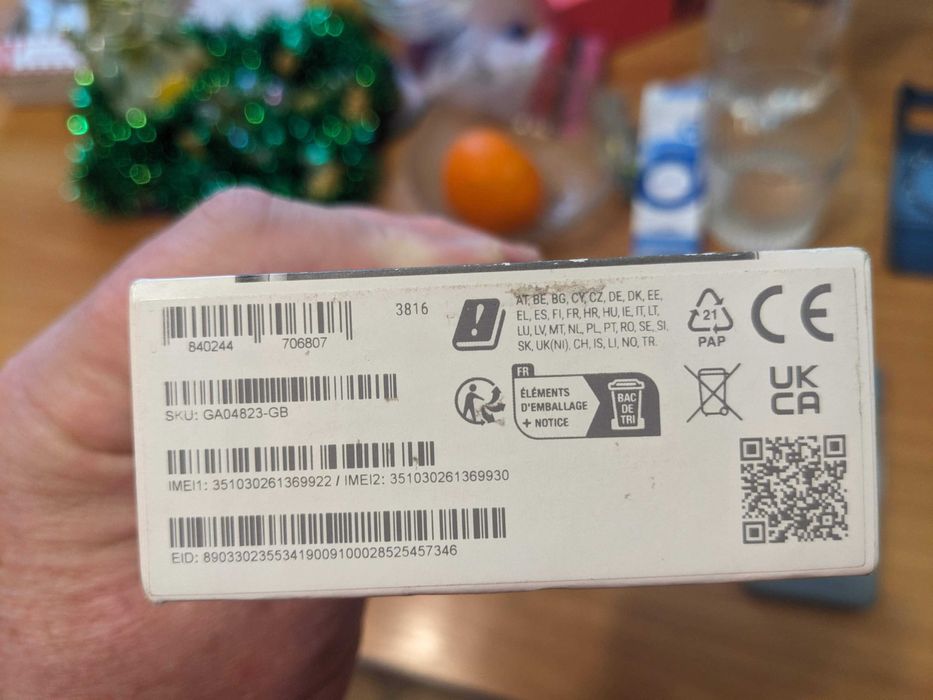 840244 706807
3816
SKU: GA04823-GB
IMEI1: 351030261369922 / IMEI2: 351030261369930
EID: 89033023553419009100028525457346
AT, BE, BG, CY, CZ, DE, DK, EE,
EL, ES, FI, FR, HR, HU, IE, IT, LT,
LU, LV, MT, NL, PL, PT, RO, SE, SI,
SK, UK(NI), CH, IS, LI, NO, TR.
21
PAP
CE
FR
ÉLÉMENTS
D'EMBALLAGE
+ NOTICE
BAC
DE
TRI
UK
CA